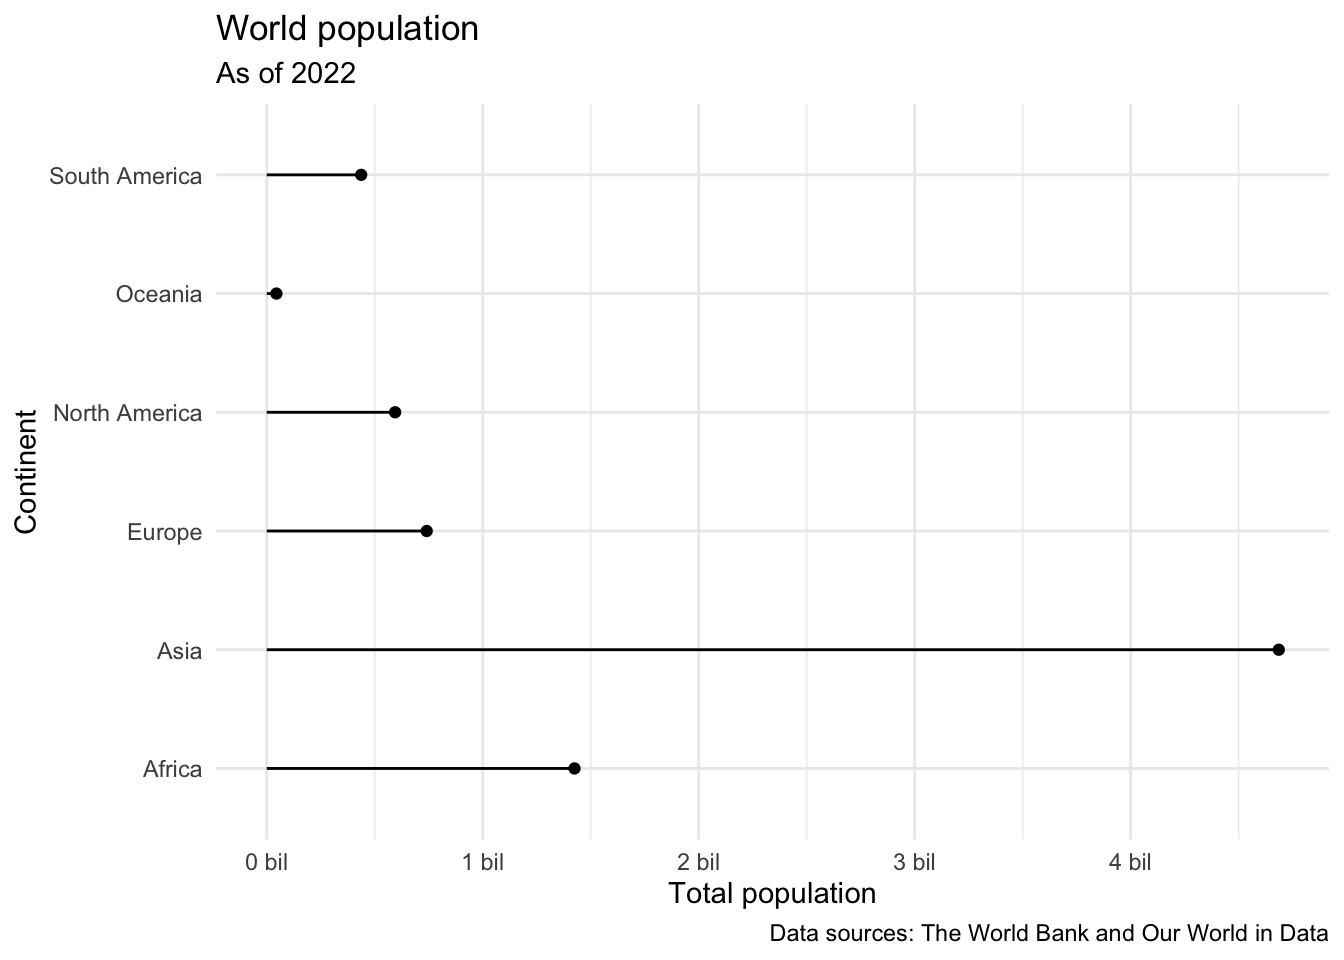 World population
As of 2022
South America
Oceania
North America
Europe
Asia
Africa
Continent
0 bil
1 bil
2 bil
3 bil
4 bil
Total population
Data sources: The World Bank and Our World in Data